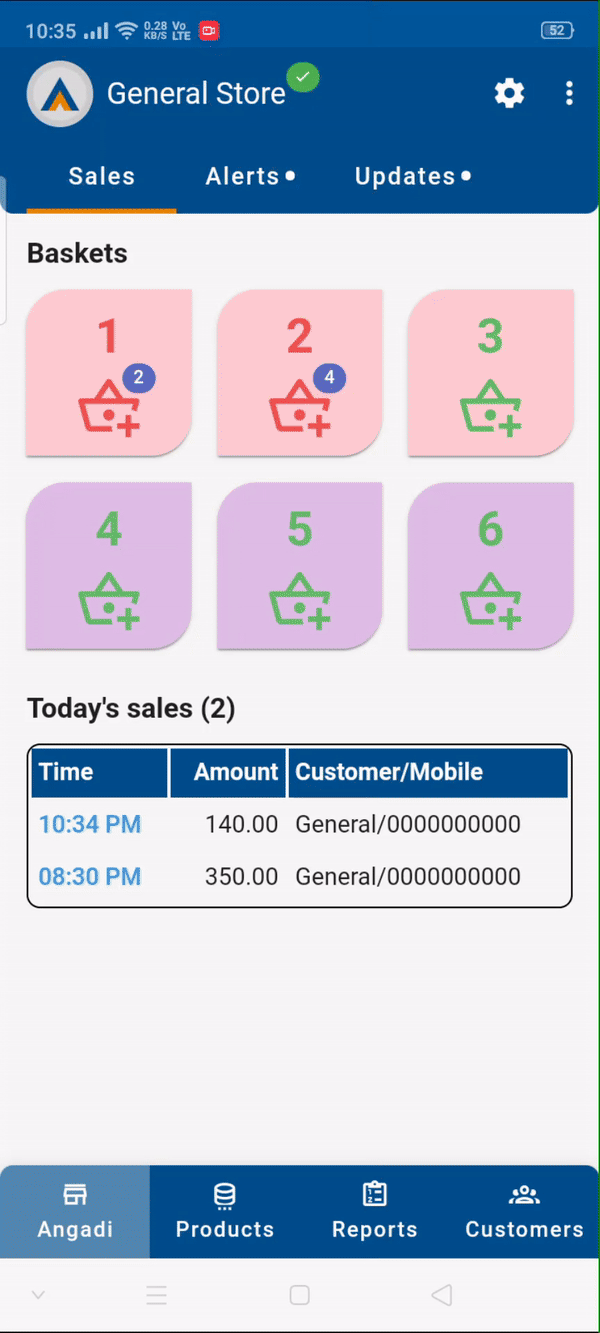 10:35 0.28 KB/S Vo LTE 52
General Store
Sales Alerts Updates
Baskets
1 2 3
2 4
4 5 6
Today's sales (2)
Time Amount Customer/Mobile
10:34 PM 140.00 General/0000000000
08:30 PM 350.00 General/0000000000
Angadi Products Reports Customers